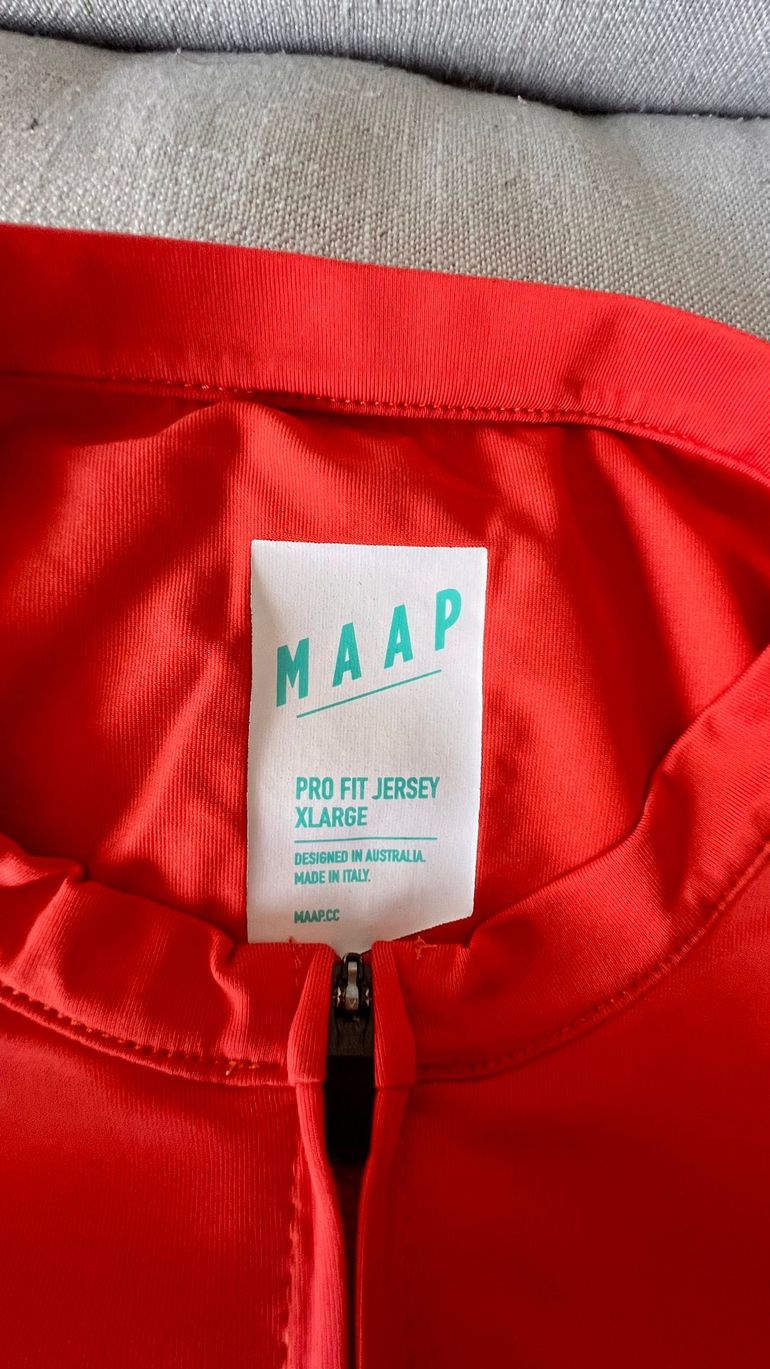 MAAP
PRO FIT JERSEY
XLARGE
DESIGNED IN AUSTRALIA.
MADE IN ITALY.
MAAP.CC